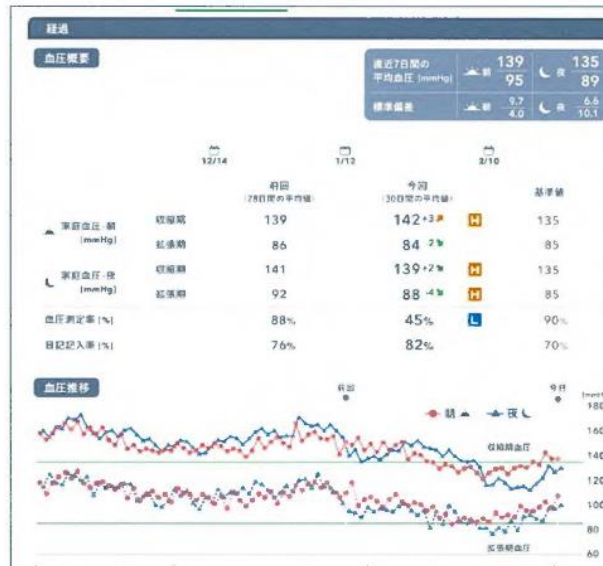 経過
血圧概要
直近7日間の平均血圧 (mmHg) 朝 139/95 夜 135/89
標準偏差 朝 9.7/4.0 夜 6.6/10.1
12/14 1/12 2/10
前回 今回 基準値
(28日間の平均値) (30日間の平均値)
家庭血圧-朝 (mmHg) 収縮期 139 142 +3 H 135
拡張期 86 84 -2 85
家庭血圧-夜 (mmHg) 収縮期 141 139 +2 H 135
拡張期 92 88 -4 H 85
血圧測定率 [%] 88% 45% L 90%
日記記入率 [%] 76% 82% 70%
血圧推移
前回 今回
朝 夜 [mmHg]
180
収縮期血圧 160
140
120
100
80
拡張期血圧 60